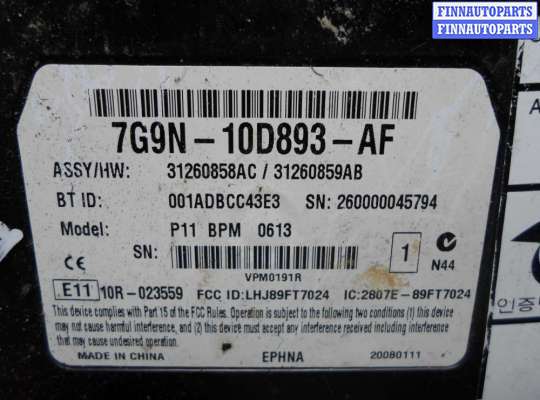 FINNAUTOPARTS
FINNAUTOPARTS
7G9N-10D893-AF
ASSY/HW: 31260858AC / 31260859AB
BT ID: 001ADBCC43E3 SN: 260000045794
Model: P11 BPM 0613
SN:
VPM0191R
1 N44
CE
E11 10R-023559 FCC ID:LHJ89FT7024 IC:2807E-89FT7024
This device complies with Part 15 of the FCC Rules. Operation is subject to the following two conditions (1) this device
may not cause harmful interference, and (2) this device must accept any interference received including interference
that may cause undesired operation.
MADE IN CHINA EPHNA 20080111
A
인증